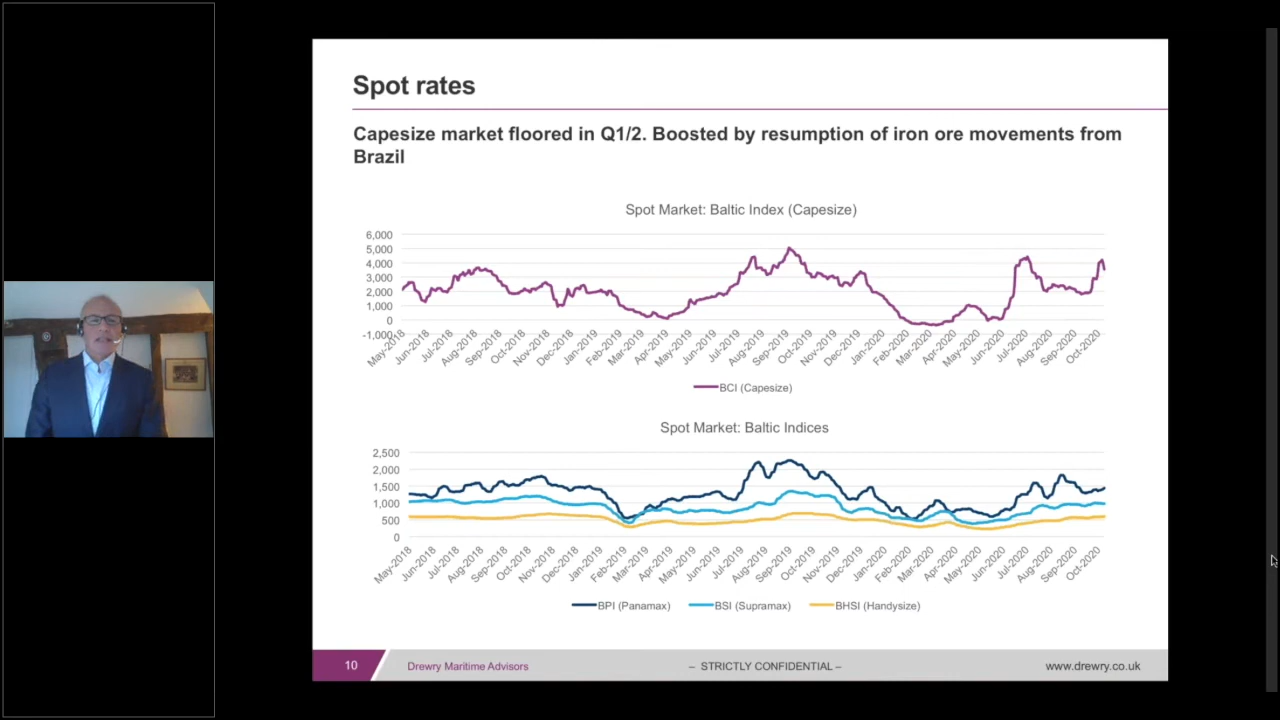 Spot rates
Capesize market floored in Q1/2. Boosted by resumption of iron ore movements from
Brazil
Spot Market: Baltic Index (Capesize)
6,000
5,000
4,000
3,000
2,000
1,000
0
-1,000
May-2018 Jun-2018 Jul-2018 Aug-2018 Sep-2018 Oct-2018 Nov-2018 Dec-2018 Jan-2019 Feb-2019 Mar-2019 Apr-2019 May-2019 Jun-2019 Jul-2019 Aug-2019 Sep-2019 Oct-2019 Nov-2019 Dec-2019 Jan-2020 Feb-2020 Mar-2020 Apr-2020 May-2020 Jun-2020 Jul-2020 Aug-2020 Sep-2020 Oct-2020
BCI (Capesize)
Spot Market: Baltic Indices
2,500
2,000
1,500
1,000
500
0
May-2018 Jun-2018 Jul-2018 Aug-2018 Sep-2018 Oct-2018 Nov-2018 Dec-2018 Jan-2019 Feb-2019 Mar-2019 Apr-2019 May-2019 Jun-2019 Jul-2019 Aug-2019 Sep-2019 Oct-2019 Nov-2019 Dec-2019 Jan-2020 Feb-2020 Mar-2020 Apr-2020 May-2020 Jun-2020 Jul-2020 Aug-2020 Sep-2020 Oct-2020
BPI (Panamax) BSI (Supramax) BHSI (Handysize)
10 Drewry Maritime Advisors – STRICTLY CONFIDENTIAL – www.drewry.co.uk